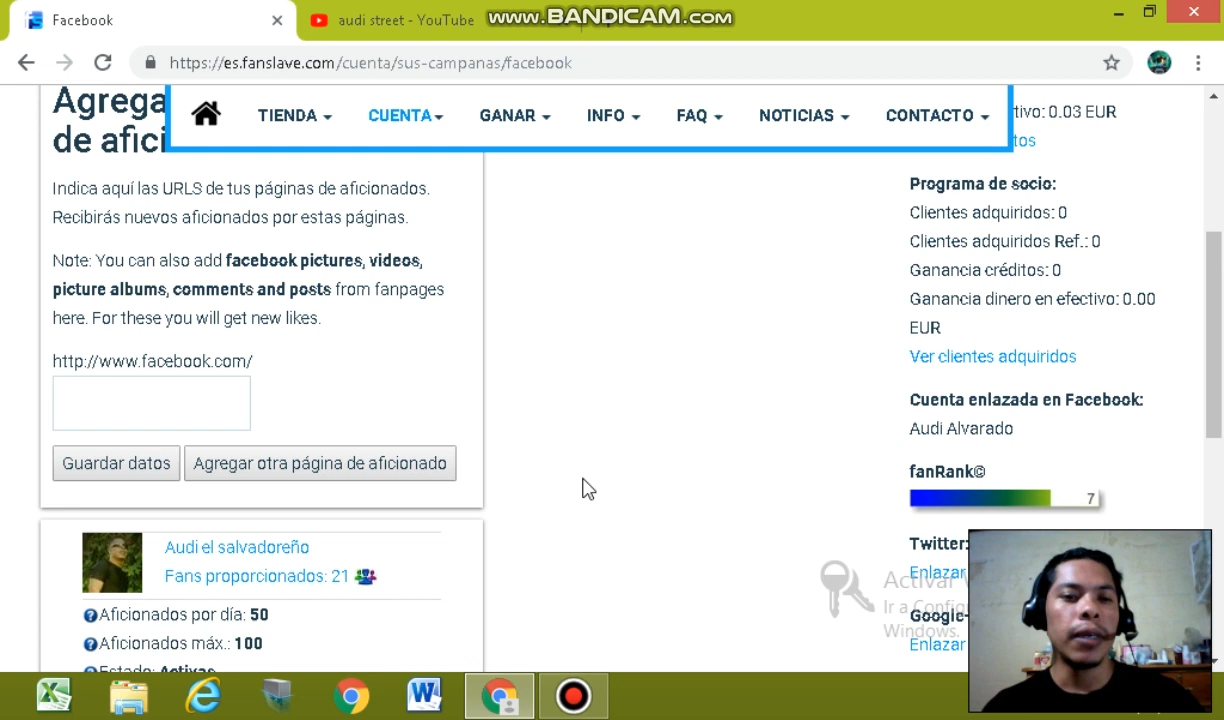 Facebook
audi street - YouTube
www.BANDICAM.com
https://es.fanslave.com/cuenta/sus-campanas/facebook
TIENDA
CUENTA
GANAR
INFO
FAQ
NOTICIAS
CONTACTO
Agrega
de afici
Indica aquí las URLS de tus páginas de aficionados.
Recibirás nuevos aficionados por estas páginas.
Note: You can also add facebook pictures, videos,
picture albums, comments and posts from fanpages
here. For these you will get new likes.
http://www.facebook.com/
Guardar datos
Agregar otra página de aficionado
Audi el salvadoreño
Fans proporcionados: 21
Aficionados por día: 50
Aficionados máx.: 100
Estado: Activas
tivo: 0.03 EUR
tos
Programa de socio:
Clientes adquiridos: 0
Clientes adquiridos Ref.: 0
Ganancia créditos: 0
Ganancia dinero en efectivo: 0.00
EUR
Ver clientes adquiridos
Cuenta enlazada en Facebook:
Audi Alvarado
fanRank©
7
Twitter:
Enlazar
Activar
Ir a Config
Windows.
Google-
Enlazar